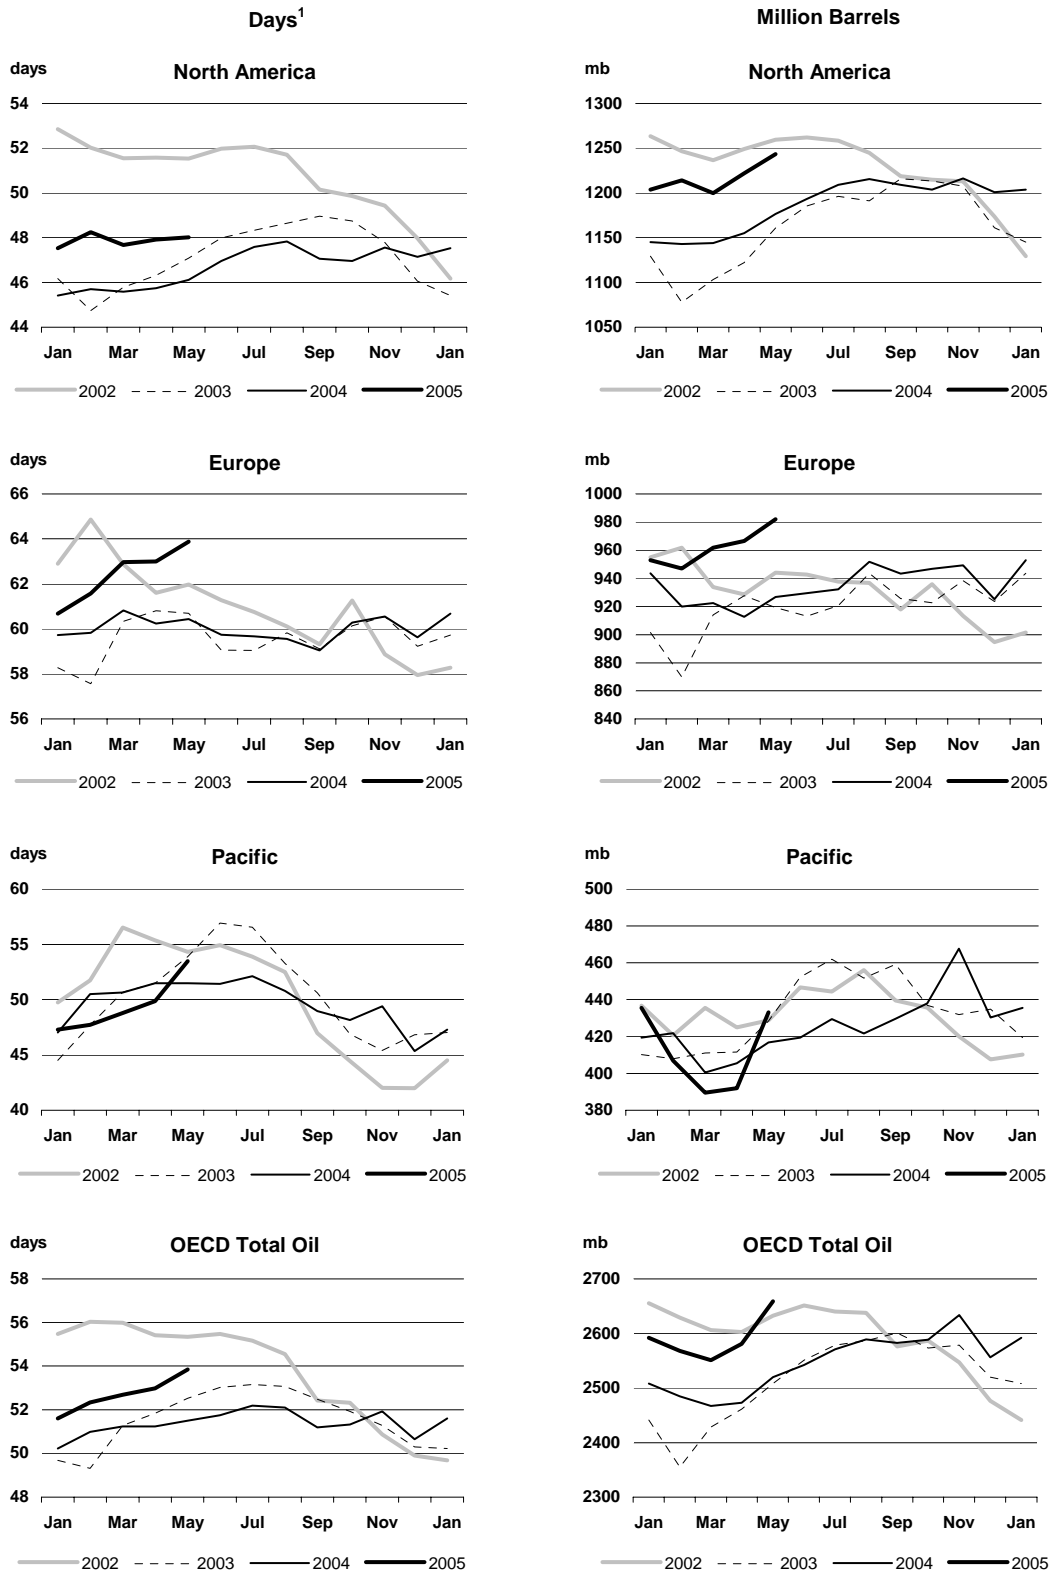 Days1
Million Barrels
days
North America
54
52
50
48
46
44
Jan Mar May Jul Sep Nov Jan
2002 2003 2004 2005
mb
North America
1300
1250
1200
1150
1100
1050
Jan Mar May Jul Sep Nov Jan
2002 2003 2004 2005
days
Europe
66
64
62
60
58
56
Jan Mar May Jul Sep Nov Jan
2002 2003 2004 2005
mb
Europe
1000
980
960
940
920
900
880
860
840
Jan Mar May Jul Sep Nov Jan
2002 2003 2004 2005
days
Pacific
60
55
50
45
40
Jan Mar May Jul Sep Nov Jan
2002 2003 2004 2005
mb
Pacific
500
480
460
440
420
400
380
Jan Mar May Jul Sep Nov Jan
2002 2003 2004 2005
days
OECD Total Oil
58
56
54
52
50
48
Jan Mar May Jul Sep Nov Jan
2002 2003 2004 2005
mb
OECD Total Oil
2700
2600
2500
2400
2300
Jan Mar May Jul Sep Nov Jan
2002 2003 2004 2005